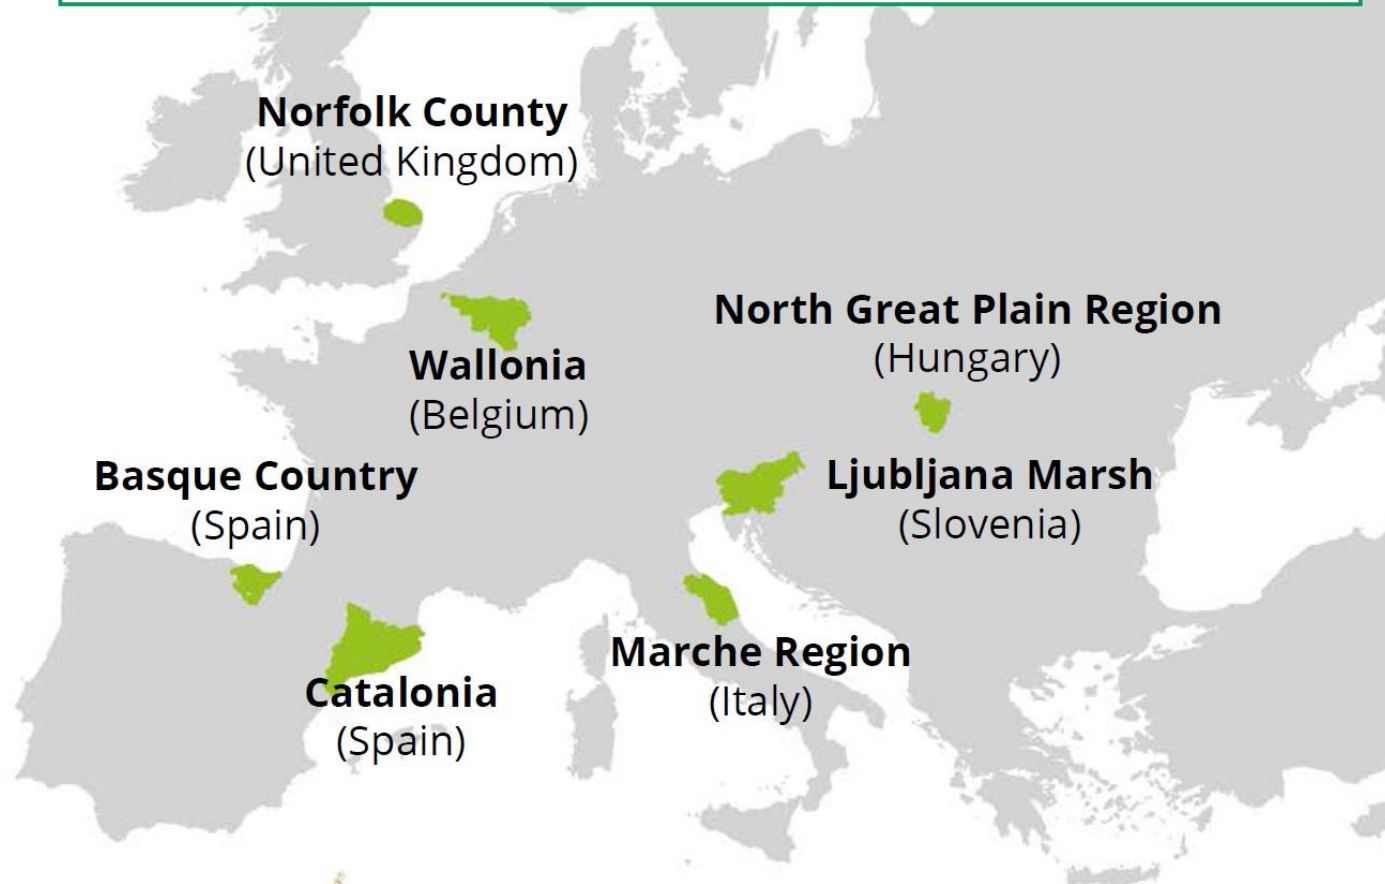 Norfolk County
(United Kingdom)
North Great Plain Region
(Hungary)
Wallonia
(Belgium)
Basque Country
(Spain)
Ljubljana Marsh
(Slovenia)
Marche Region
(Italy)
Catalonia
(Spain)